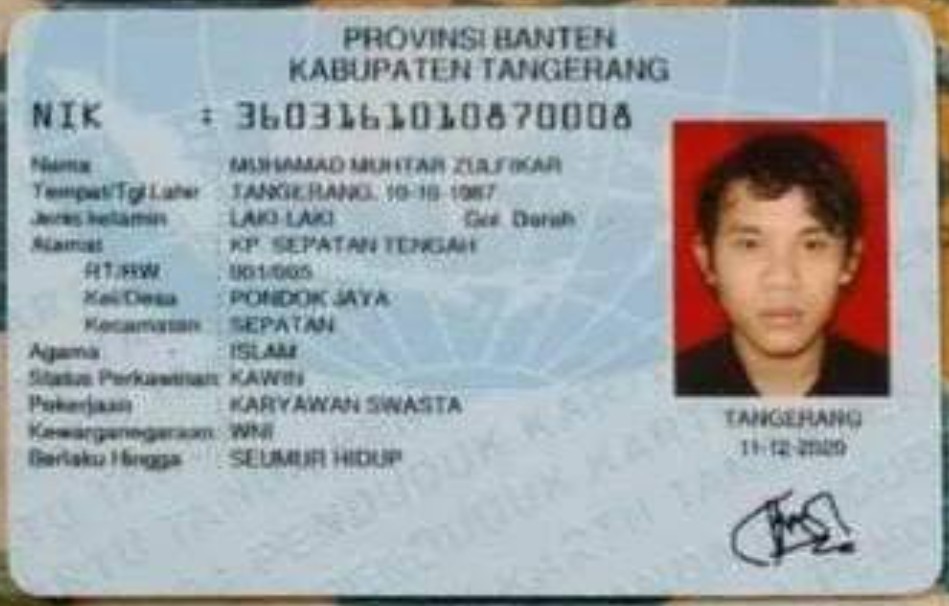 PROVINSI BANTEN
KABUPATEN TANGERANG
NIK : 3603161010870008
Nama MUHAMAD MUHTAR ZULFIKAR
Tempat/Tgl Lahir TANGERANG, 10-10-1987
Jenis kelamin LAKI-LAKI Gol. Darah
Alamat KP SEPATAN TENGAH
RT/RW 001/005
Kel/Desa PONDOK JAYA
Kecamatan SEPATAN
Agama ISLAM
Status Perkawinan: KAWIN
Pekerjaan KARYAWAN SWASTA
Kewarganegaraan: WNI
Berlaku Hingga SEUMUR HIDUP
TANGERANG
11-12-2020